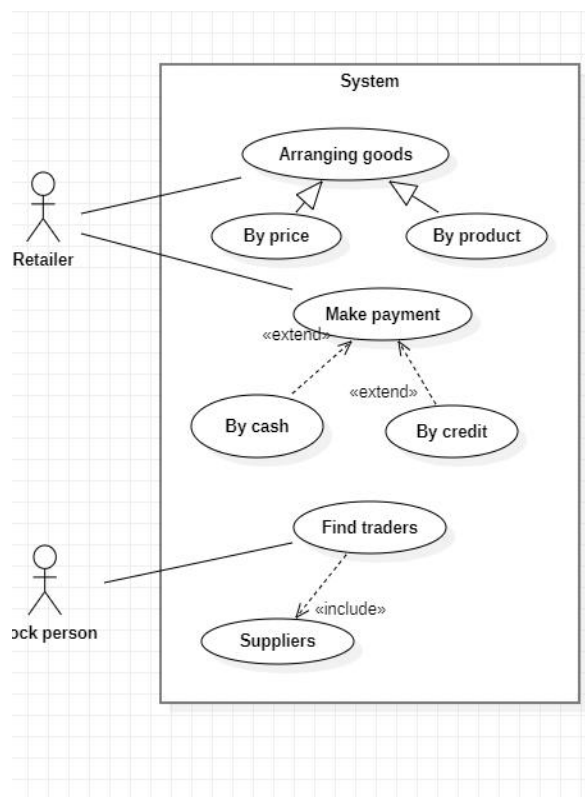 System
Arranging goods
By price
By product
Retailer
Make payment
«extend»
«extend»
By cash
By credit
Find traders
«include»
ock person
Suppliers